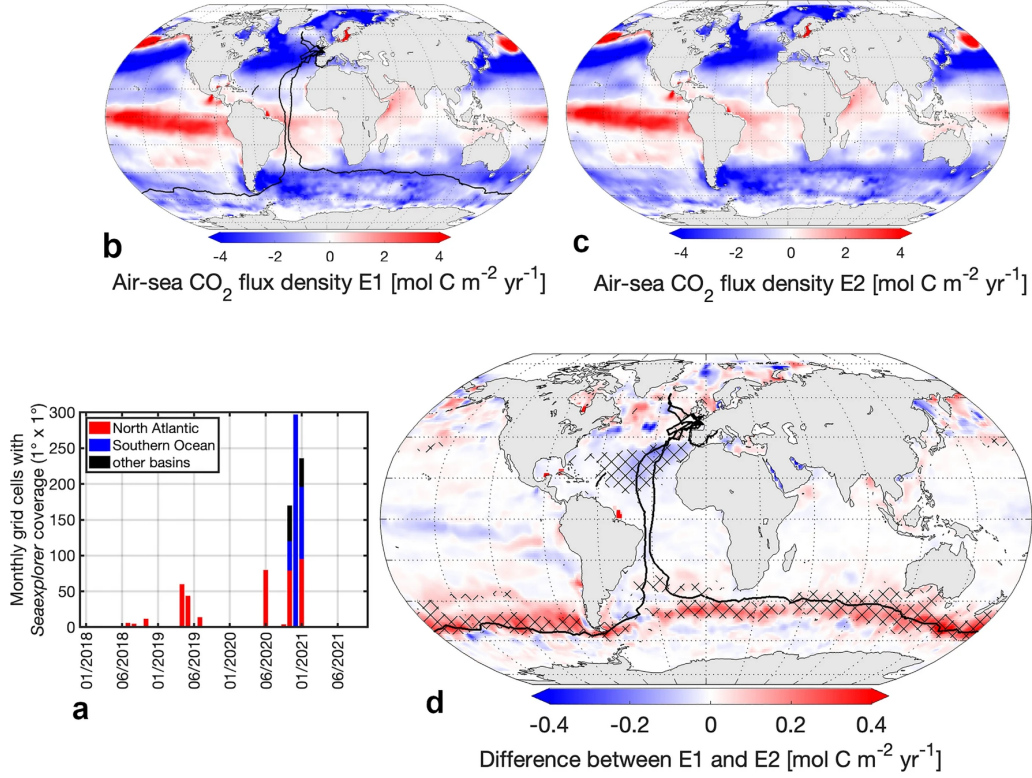 -4 -2 0 2 4
b
Air-sea CO2 flux density E1 [mol C m−2 yr−1]
-4 -2 0 2 4
c
Air-sea CO2 flux density E2 [mol C m−2 yr−1]
Monthly grid cells with
Seaexplorer coverage (1° x 1°)
300
250
200
150
100
50
0
North Atlantic
Southern Ocean
other basins
01/2018
06/2018
01/2019
06/2019
01/2020
06/2020
01/2021
06/2021
a
d
-0.4 -0.2 0 0.2 0.4
Difference between E1 and E2 [mol C m−2 yr−1]